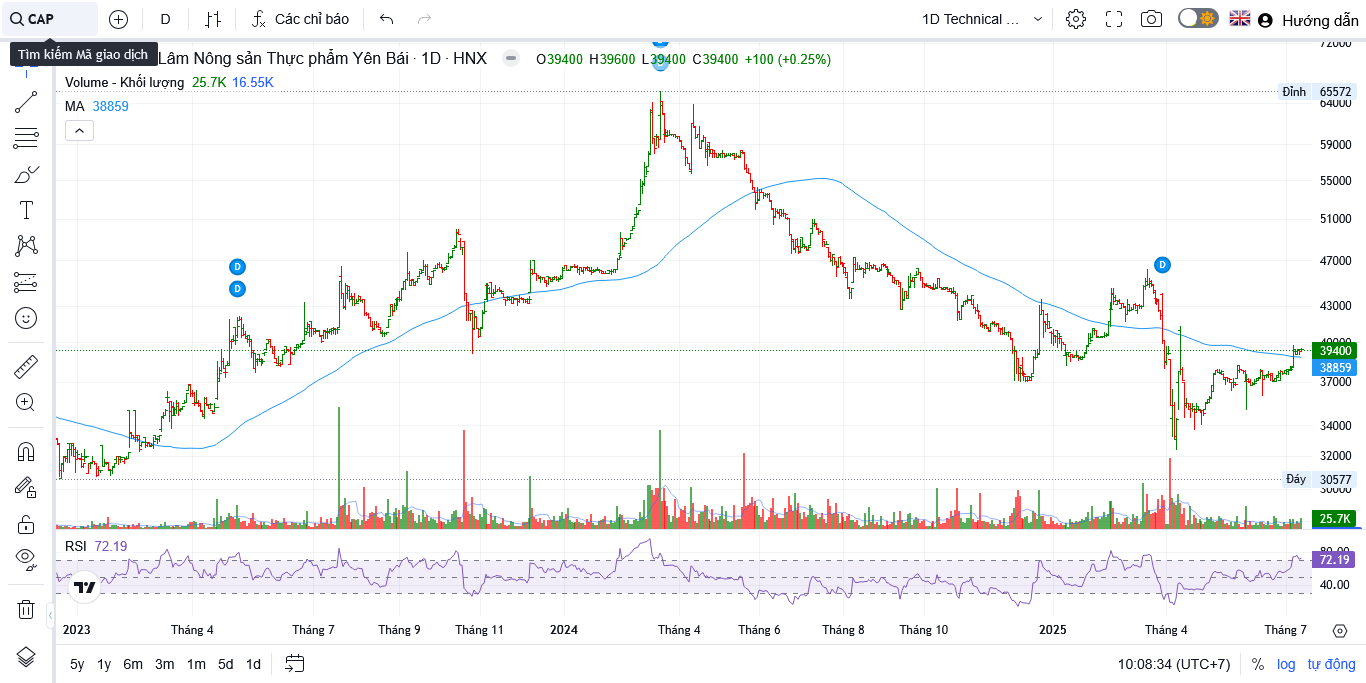 CAP D Các chỉ báo 1D Technical ... Hướng dẫn
Tìm kiếm Mã giao dịch
Lâm Nông sản Thực phẩm Yên Bái · 1D · HNX O39400 H39600 L39400 C39400 +100 (+0.25%)
Volume - Khối lượng 25.7K 16.55K
MA 38859
72000
Đỉnh 65572
64000
59000
55000
51000
47000
43000
40000
39400
38859
37000
34000
32000
Đáy 30577
30000
25.7K
D
D
D
D
RSI 72.19
80.00
72.19
40.00
2023 Tháng 4 Tháng 7 Tháng 9 Tháng 11 2024 Tháng 4 Tháng 6 Tháng 8 Tháng 10 2025 Tháng 4 Tháng 7
5y 1y 6m 3m 1m 5d 1d 10:08:34 (UTC+7) % log tự động